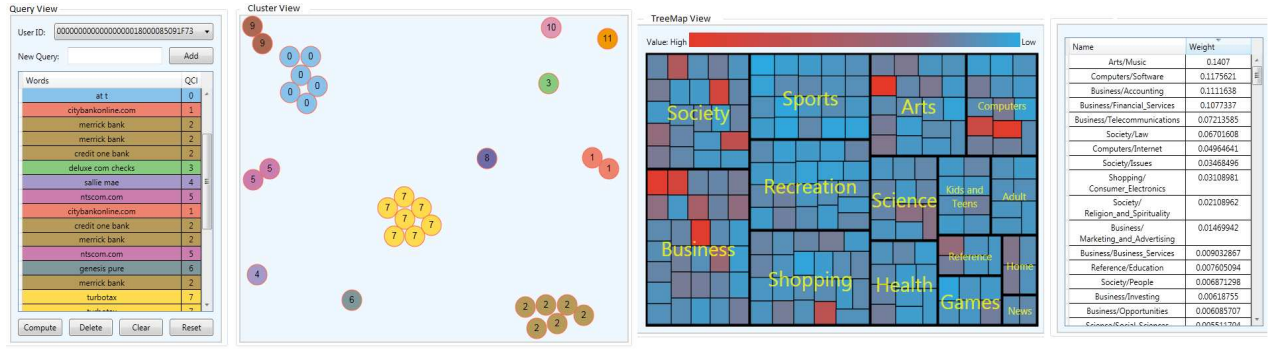 Query View
User ID: 00000000000000000018000085091F73
New Query: Add
Words QCI
at t 0
citybankonline.com 1
merrick bank 2
merrick bank 2
credit one bank 2
deluxe com checks 3
sallie mae 4
ntscom.com 5
citybankonline.com 1
credit one bank 2
merrick bank 2
ntscom.com 5
genesis pure 6
merrick bank 2
turbotax 7
Compute Delete Clear Reset
Cluster View
9
9
0 0
0
0 0
0
10
11
3
8
1
1
5
5
7 7
7 7
7 7
7
4
6
2 2 2
2 2 2
2
TreeMap View
Value: High Low
Society
Sports
Arts
Computers
Recreation
Science
Kids and Teens
Adult
Business
Shopping
Health
Reference
Home
Games
News
Name Weight
Arts/Music 0.1407
Computers/Software 0.1175621
Business/Accounting 0.1111638
Business/Financial_Services 0.1077337
Business/Telecommunications 0.07213585
Society/Law 0.06701608
Computers/Internet 0.04964641
Society/Issues 0.03468496
Shopping/
Consumer_Electronics 0.03108981
Society/
Religion_and_Spirituality 0.02108962
Business/
Marketing_and_Advertising 0.01469942
Business/Business_Services 0.009032867
Reference/Education 0.007605094
Society/People 0.006871298
Business/Investing 0.00618755
Business/Opportunities 0.006085707
Science/Social_Sciences 0.005511704